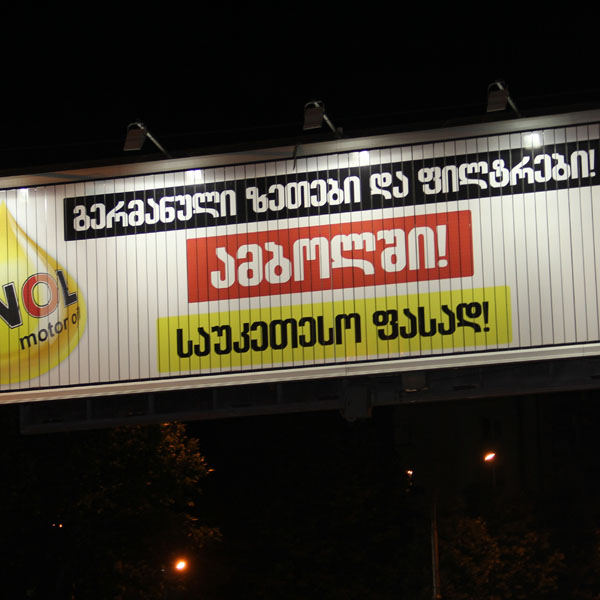 გერმანული ზეთები და ფილტრები!
ამბოლში!
საუკეთესო ფასად!
NOL
motor oil